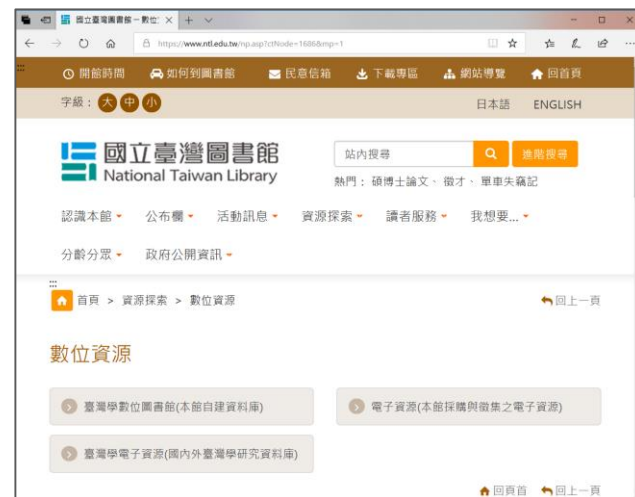 國立臺灣圖書館－數位
https://www.ntl.edu.tw/np.asp?ctNode=1686&mp=1
開館時間 如何到圖書館 民意信箱 下載專區 網站導覽 回首頁
字級： 大 中 小 日本語 ENGLISH
國立臺灣圖書館
National Taiwan Library
站內搜尋 進階搜尋
熱門： 碩博士論文、 徵才、 單車失竊記
認識本館 公布欄 活動訊息 資源探索 讀者服務 我想要...
分齡分眾 政府公開資訊
:::
首頁 > 資源探索 > 數位資源 回上一頁
數位資源
臺灣學數位圖書館(本館自建資料庫) 電子資源(本館採購與徵集之電子資源)
臺灣學電子資源(國內外臺灣學研究資料庫)
回頁首 回上一頁